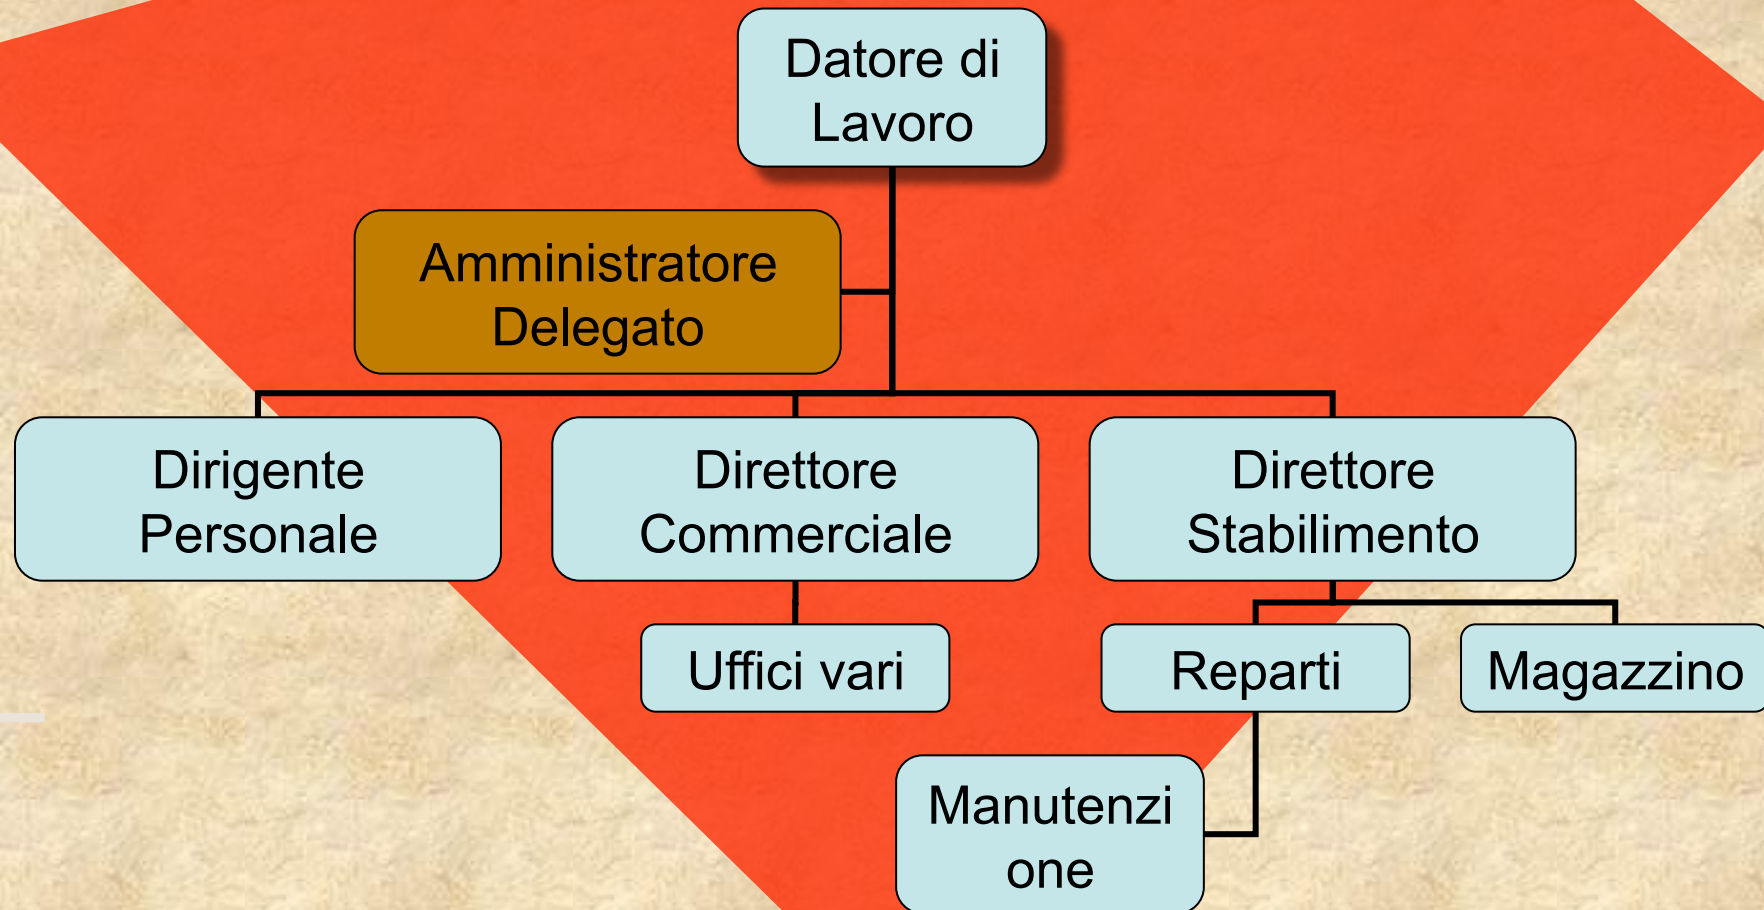 Datore di
Lavoro
Amministratore
Delegato
Dirigente
Personale
Direttore
Commerciale
Direttore
Stabilimento
Uffici vari
Reparti
Magazzino
Manutenzi
one